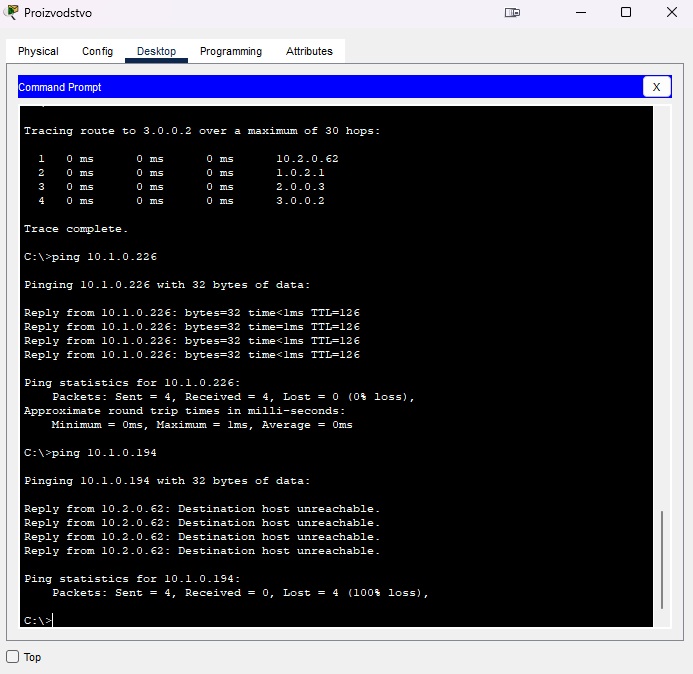 Proizvodstvo
Physical Config Desktop Programming Attributes
Command Prompt X
Tracing route to 3.0.0.2 over a maximum of 30 hops:
1 0 ms 0 ms 0 ms 10.2.0.62
2 0 ms 0 ms 0 ms 1.0.2.1
3 0 ms 0 ms 0 ms 2.0.0.3
4 0 ms 0 ms 0 ms 3.0.0.2
Trace complete.
C:\>ping 10.1.0.226
Pinging 10.1.0.226 with 32 bytes of data:
Reply from 10.1.0.226: bytes=32 time<1ms TTL=126
Reply from 10.1.0.226: bytes=32 time=1ms TTL=126
Reply from 10.1.0.226: bytes=32 time<1ms TTL=126
Reply from 10.1.0.226: bytes=32 time<1ms TTL=126
Ping statistics for 10.1.0.226:
Packets: Sent = 4, Received = 4, Lost = 0 (0% loss),
Approximate round trip times in milli-seconds:
Minimum = 0ms, Maximum = 1ms, Average = 0ms
C:\>ping 10.1.0.194
Pinging 10.1.0.194 with 32 bytes of data:
Reply from 10.2.0.62: Destination host unreachable.
Reply from 10.2.0.62: Destination host unreachable.
Reply from 10.2.0.62: Destination host unreachable.
Reply from 10.2.0.62: Destination host unreachable.
Ping statistics for 10.1.0.194:
Packets: Sent = 4, Received = 0, Lost = 4 (100% loss),
C:\>
Top